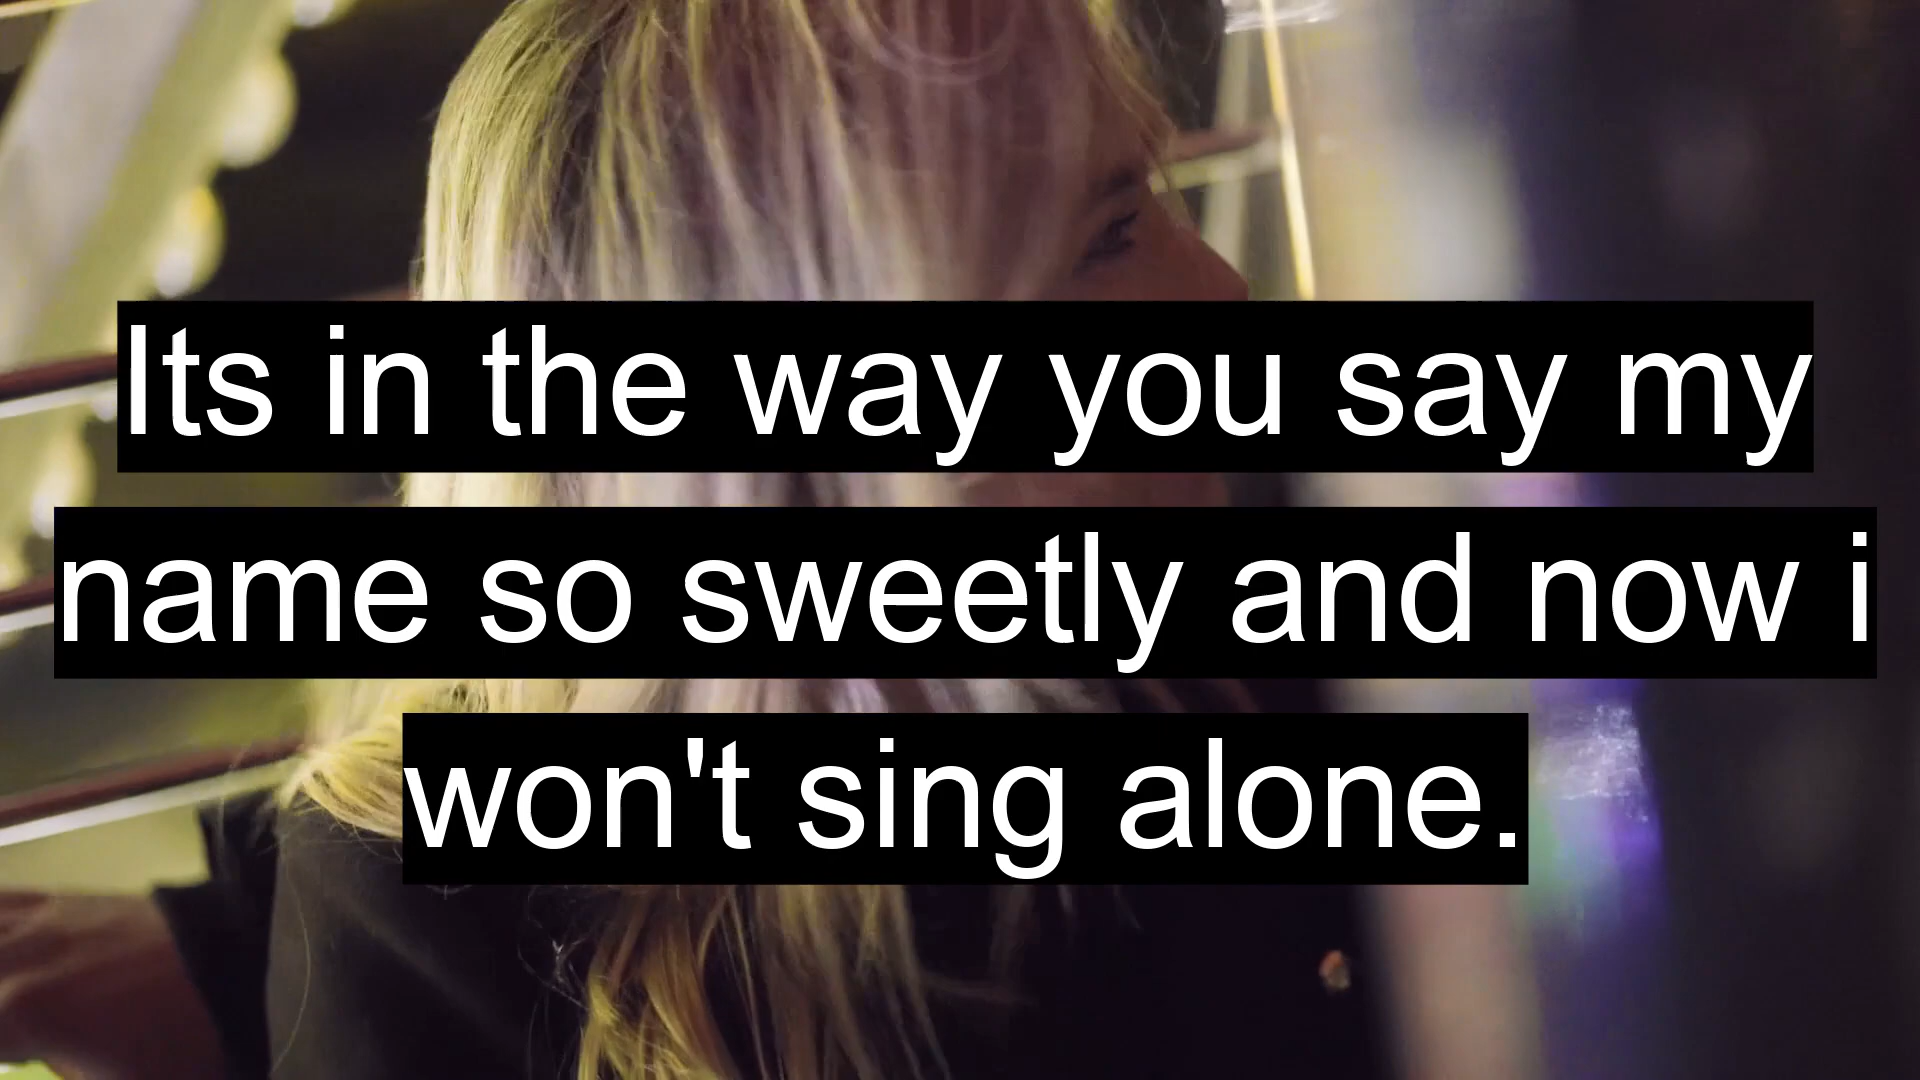 Its in the way you say my
name so sweetly and now i
won't sing alone.